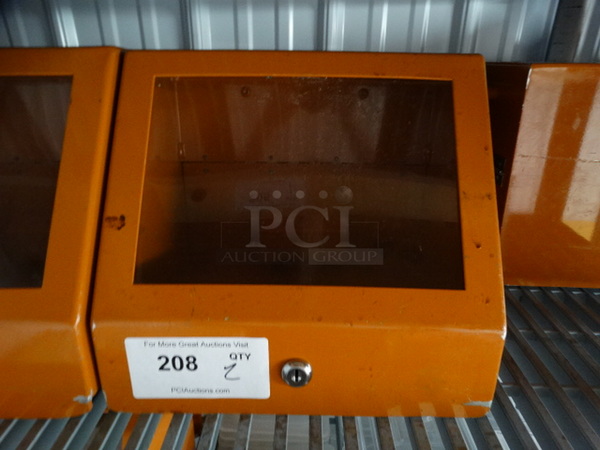 PCI
AUCTION GROUP
For More Great Auctions Visit
208 QTY 2
PCIAuctions.com